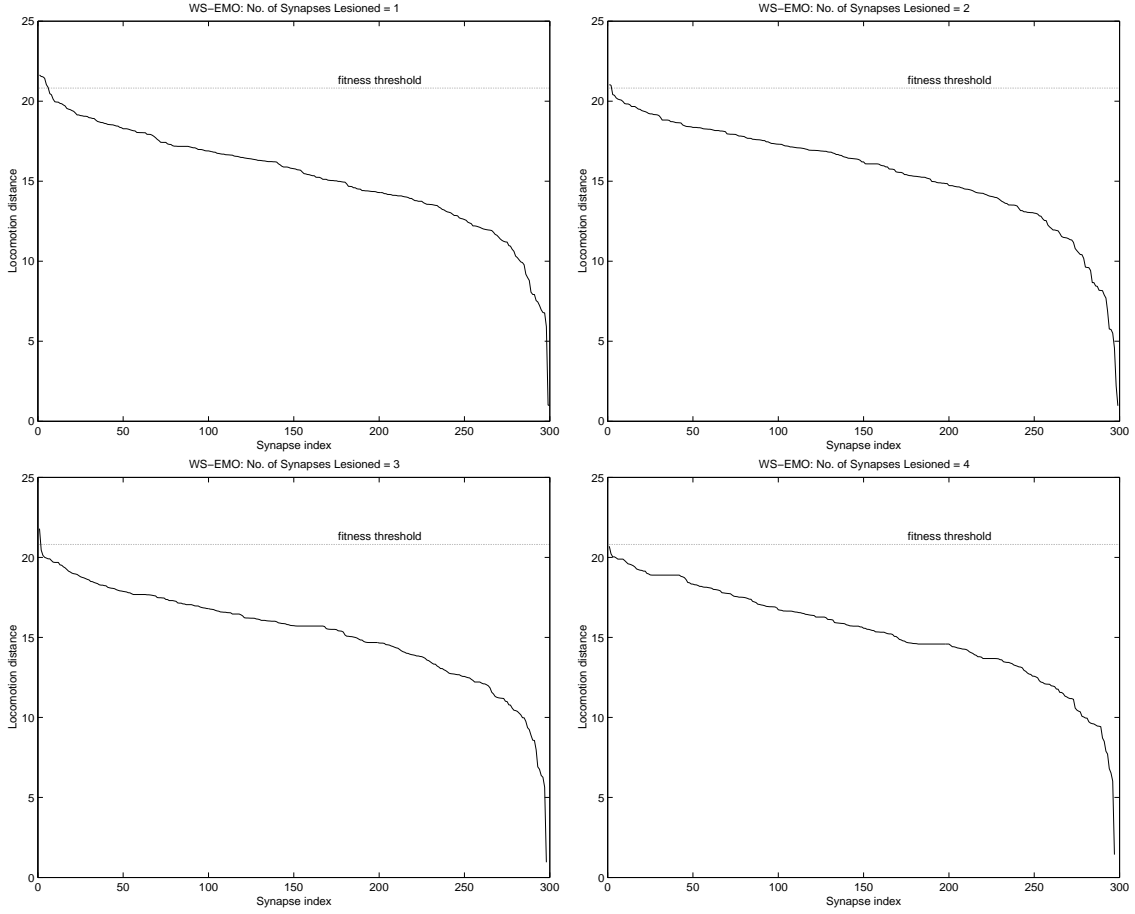 WS−EMO: No. of Synapses Lesioned = 1
25
20
15
10
5
0
Locomotion distance
fitness threshold
0 50 100 150 200 250 300
Synapse index
WS−EMO: No. of Synapses Lesioned = 2
25
20
15
10
5
0
Locomotion distance
fitness threshold
0 50 100 150 200 250 300
Synapse index
WS−EMO: No. of Synapses Lesioned = 3
25
20
15
10
5
0
Locomotion distance
fitness threshold
0 50 100 150 200 250 300
Synapse index
WS−EMO: No. of Synapses Lesioned = 4
25
20
15
10
5
0
Locomotion distance
fitness threshold
0 50 100 150 200 250 300
Synapse index